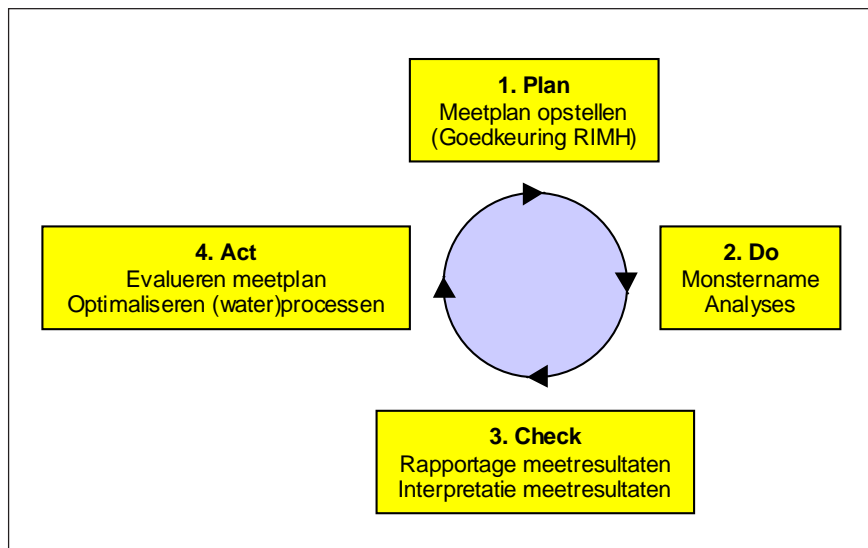 1. Plan
Meetplan opstellen
(Goedkeuring RIMH)
2. Do
Monstername
Analyses
3. Check
Rapportage meetresultaten
Interpretatie meetresultaten
4. Act
Evalueren meetplan
Optimaliseren (water)processen